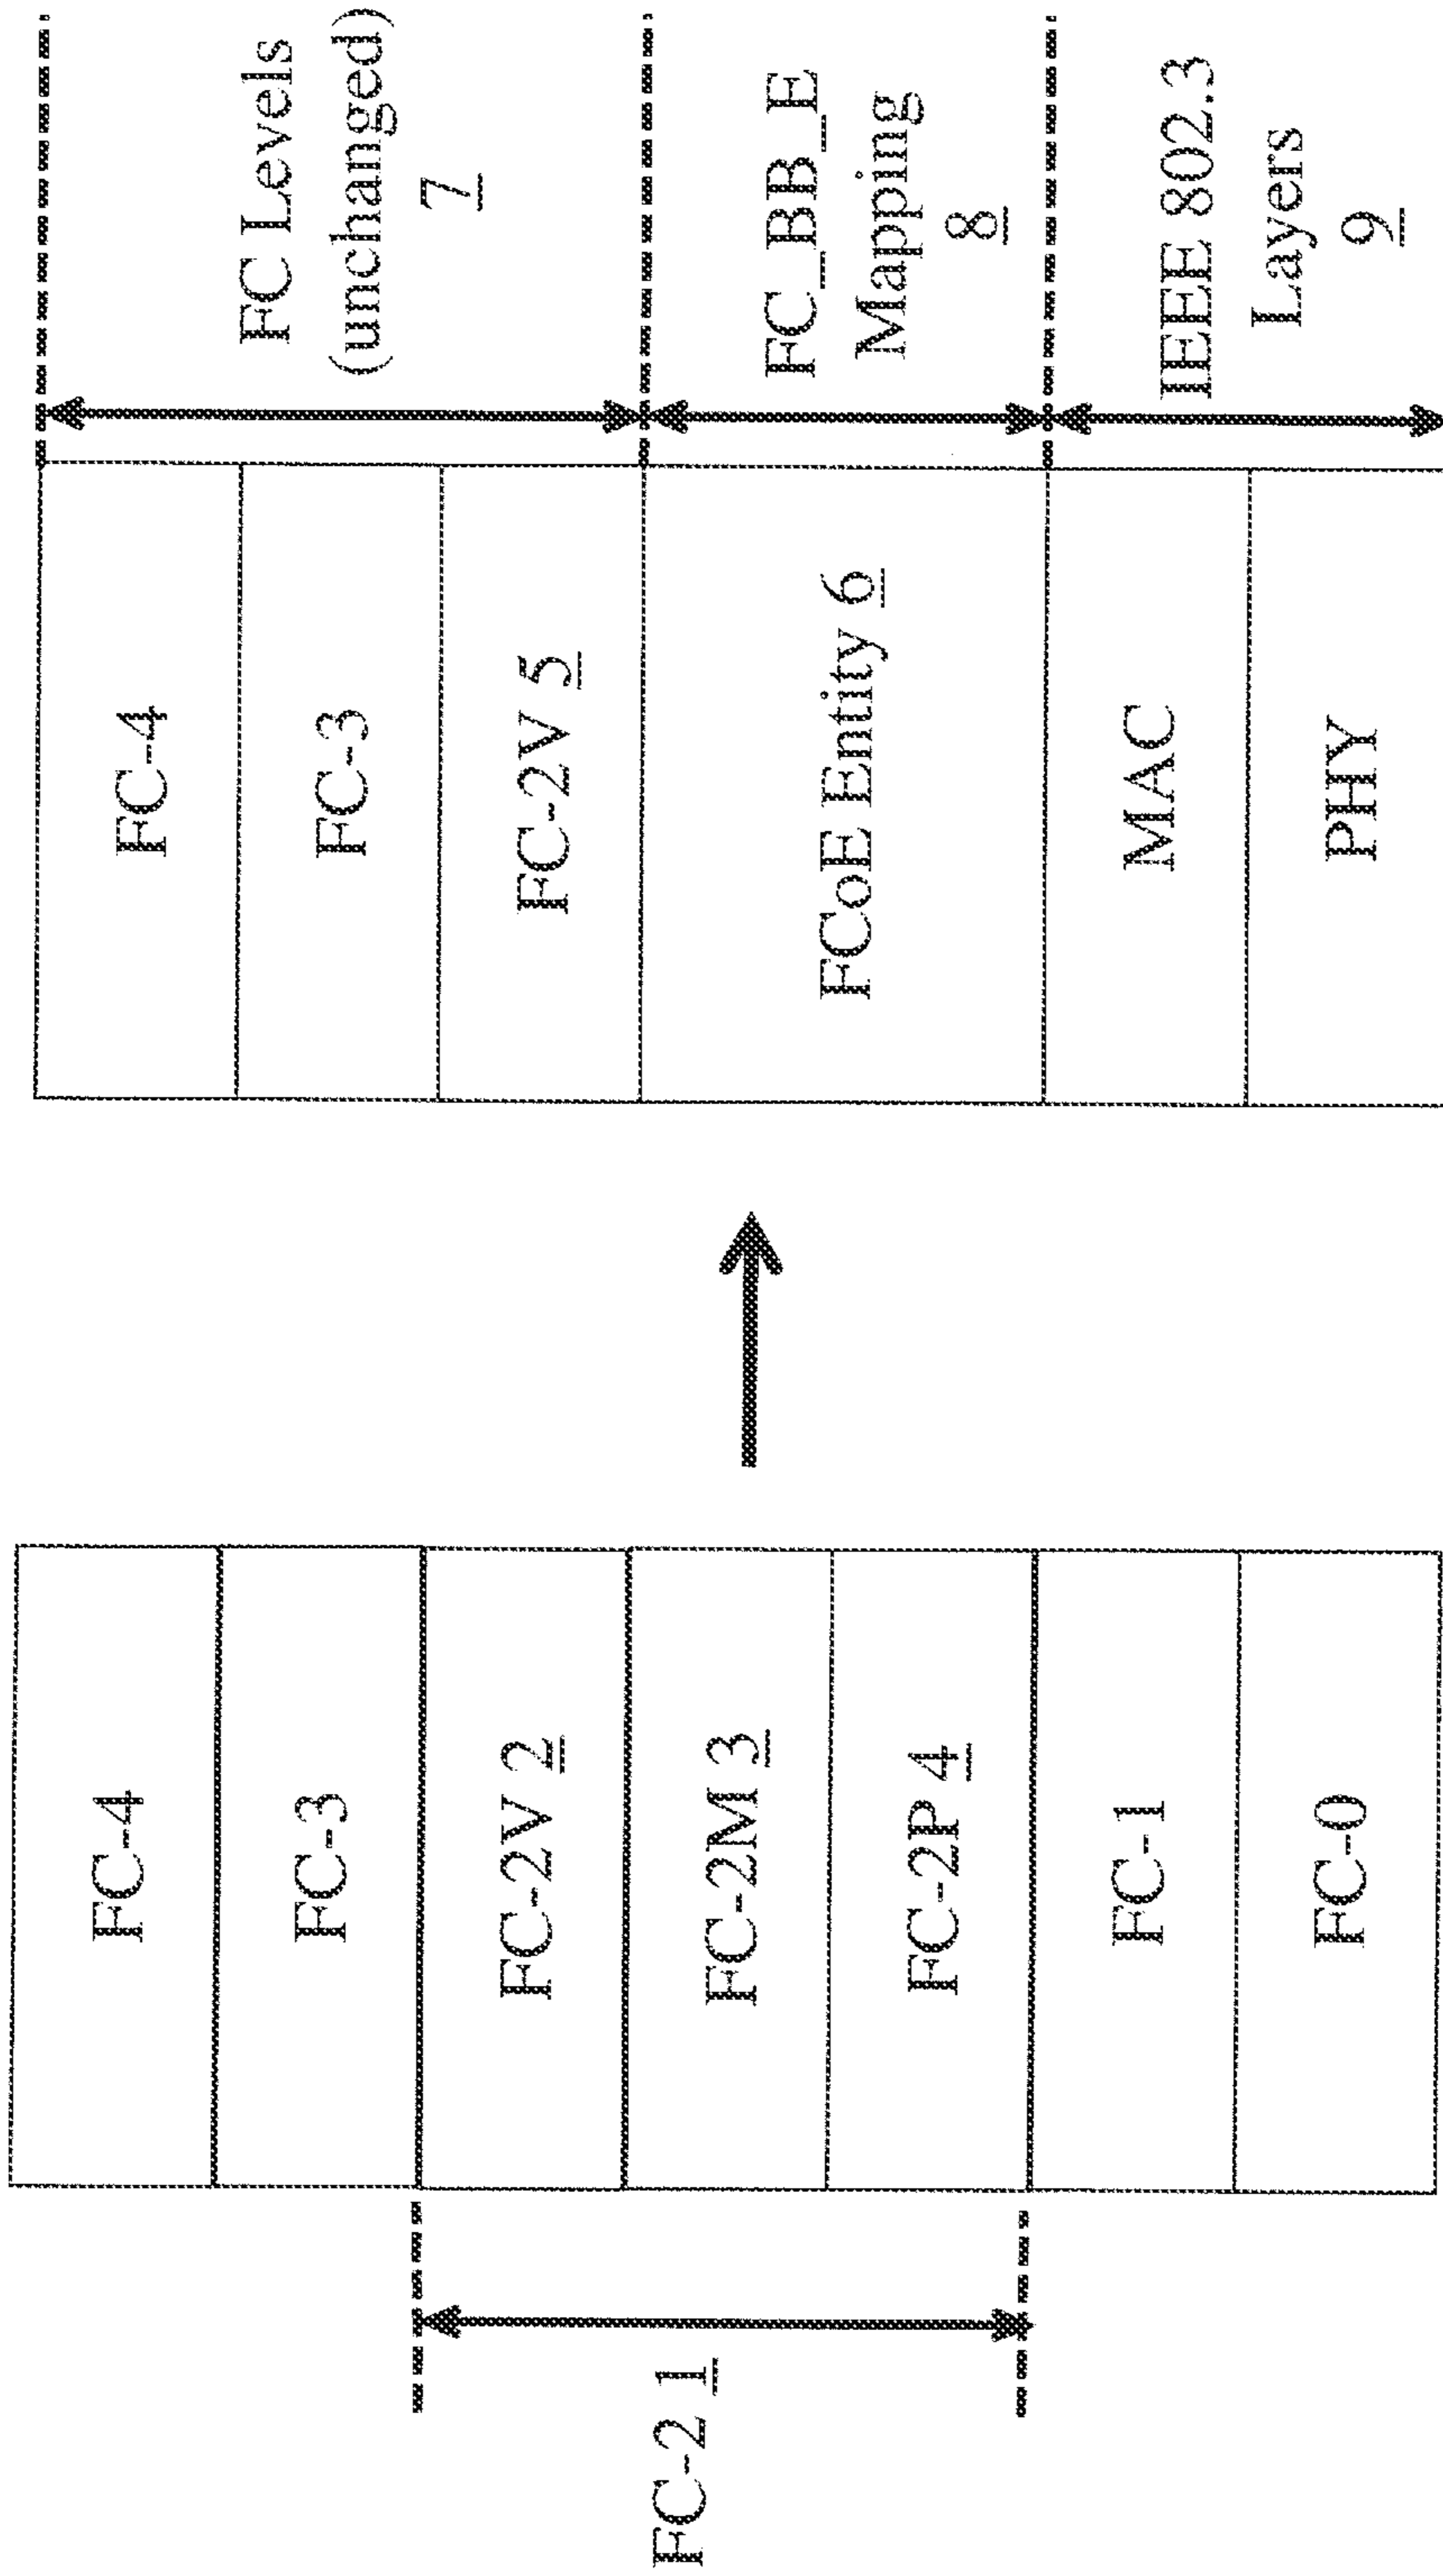 FC-2 1
FC-4
FC-3
FC-2V 2
FC-2M 3
FC-2P 4
FC-1
FC-0
FC-4
FC-3
FC-2V 5
FCoE Entity 6
MAC
PHY
FC Levels
(unchanged)
7
FC_BB_E
Mapping
8
IEEE 802.3
Layers
9